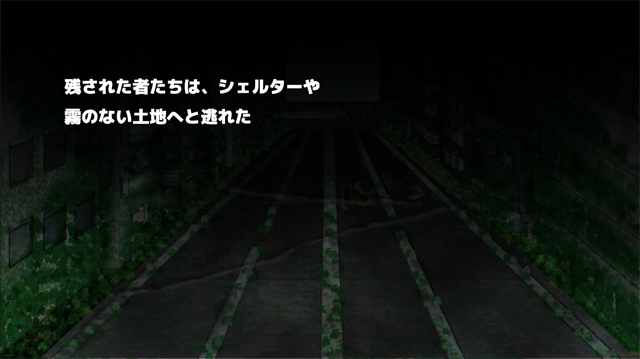 残された者たちは、シェルターや
霧のない土地へと逃れた